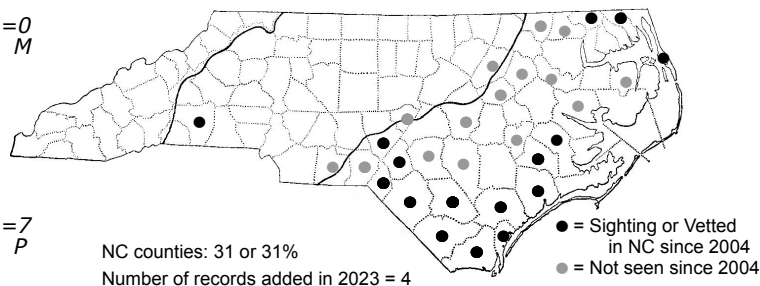 =0
M
=7
P
NC counties: 31 or 31%
Number of records added in 2023 = 4
= Sighting or Vetted
in NC since 2004
= Not seen since 2004